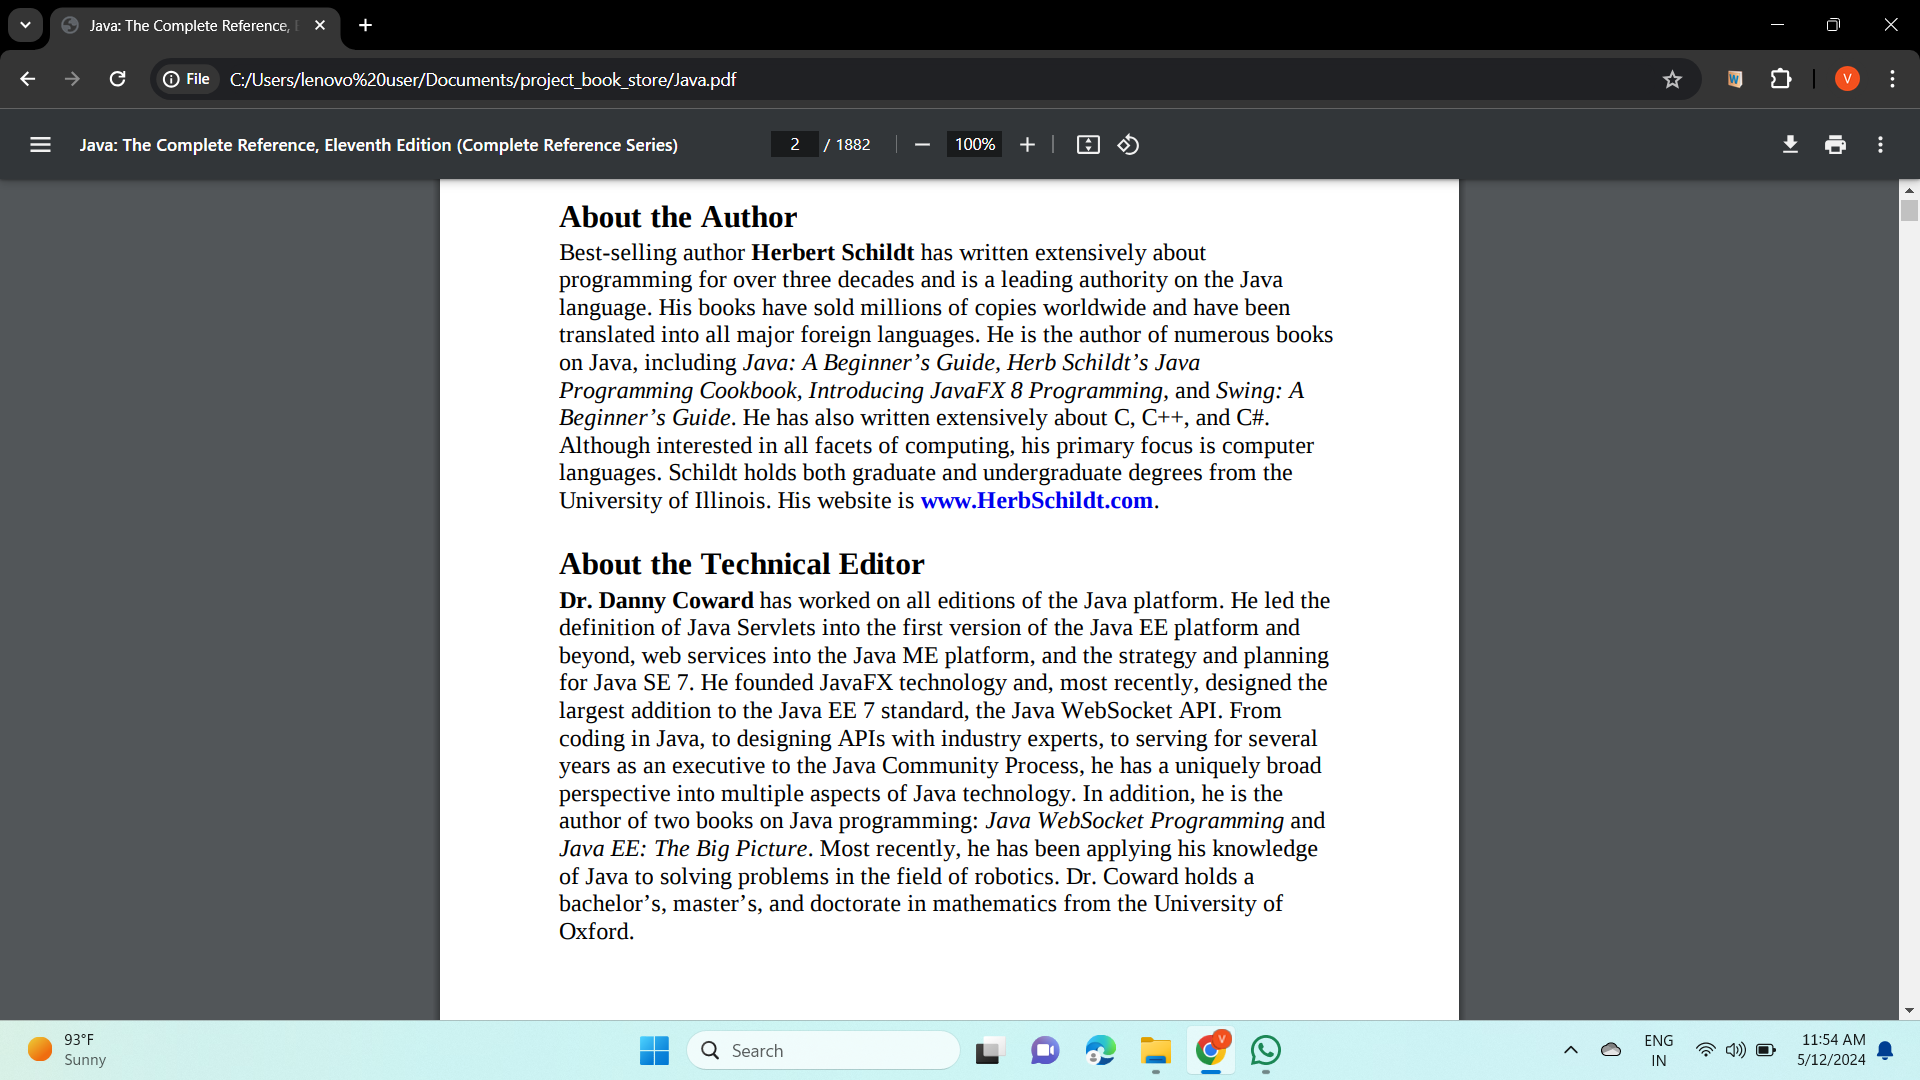 Java: The Complete Reference,
File
C:/Users/lenovo%20user/Documents/project_book_store/Java.pdf
W
V
Java: The Complete Reference, Eleventh Edition (Complete Reference Series)
2 / 1882
100%
About the Author
Best-selling author Herbert Schildt has written extensively about
programming for over three decades and is a leading authority on the Java
language. His books have sold millions of copies worldwide and have been
translated into all major foreign languages. He is the author of numerous books
on Java, including Java: A Beginner’s Guide, Herb Schildt’s Java
Programming Cookbook, Introducing JavaFX 8 Programming, and Swing: A
Beginner’s Guide. He has also written extensively about C, C++, and C#.
Although interested in all facets of computing, his primary focus is computer
languages. Schildt holds both graduate and undergraduate degrees from the
University of Illinois. His website is www.HerbSchildt.com.
About the Technical Editor
Dr. Danny Coward has worked on all editions of the Java platform. He led the
definition of Java Servlets into the first version of the Java EE platform and
beyond, web services into the Java ME platform, and the strategy and planning
for Java SE 7. He founded JavaFX technology and, most recently, designed the
largest addition to the Java EE 7 standard, the Java WebSocket API. From
coding in Java, to designing APIs with industry experts, to serving for several
years as an executive to the Java Community Process, he has a uniquely broad
perspective into multiple aspects of Java technology. In addition, he is the
author of two books on Java programming: Java WebSocket Programming and
Java EE: The Big Picture. Most recently, he has been applying his knowledge
of Java to solving problems in the field of robotics. Dr. Coward holds a
bachelor’s, master’s, and doctorate in mathematics from the University of
Oxford.
93°F
Sunny
Search
V
ENG
IN
11:54 AM
5/12/2024